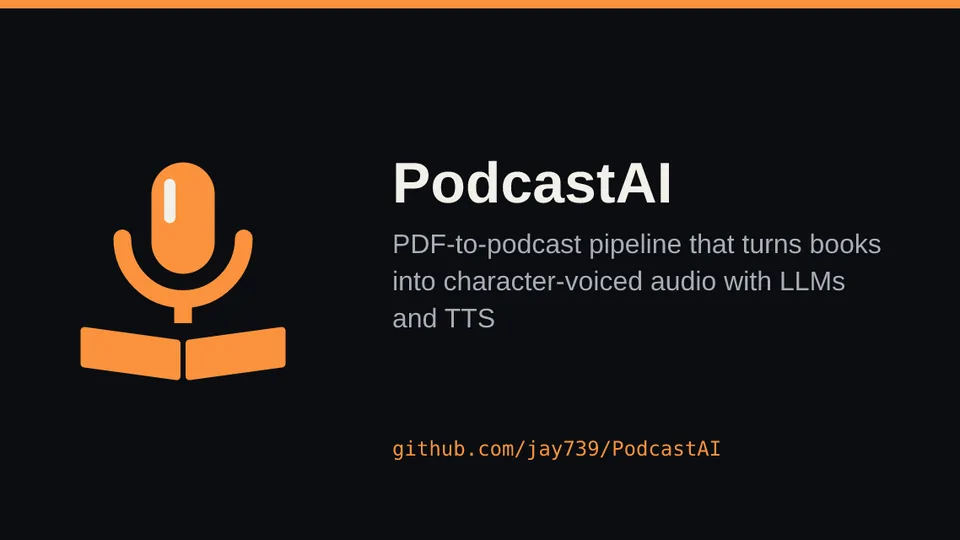 PodcastAI
PDF-to-podcast pipeline that turns books
into character-voiced audio with LLMs
and TTS
github.com/jay739/PodcastAI